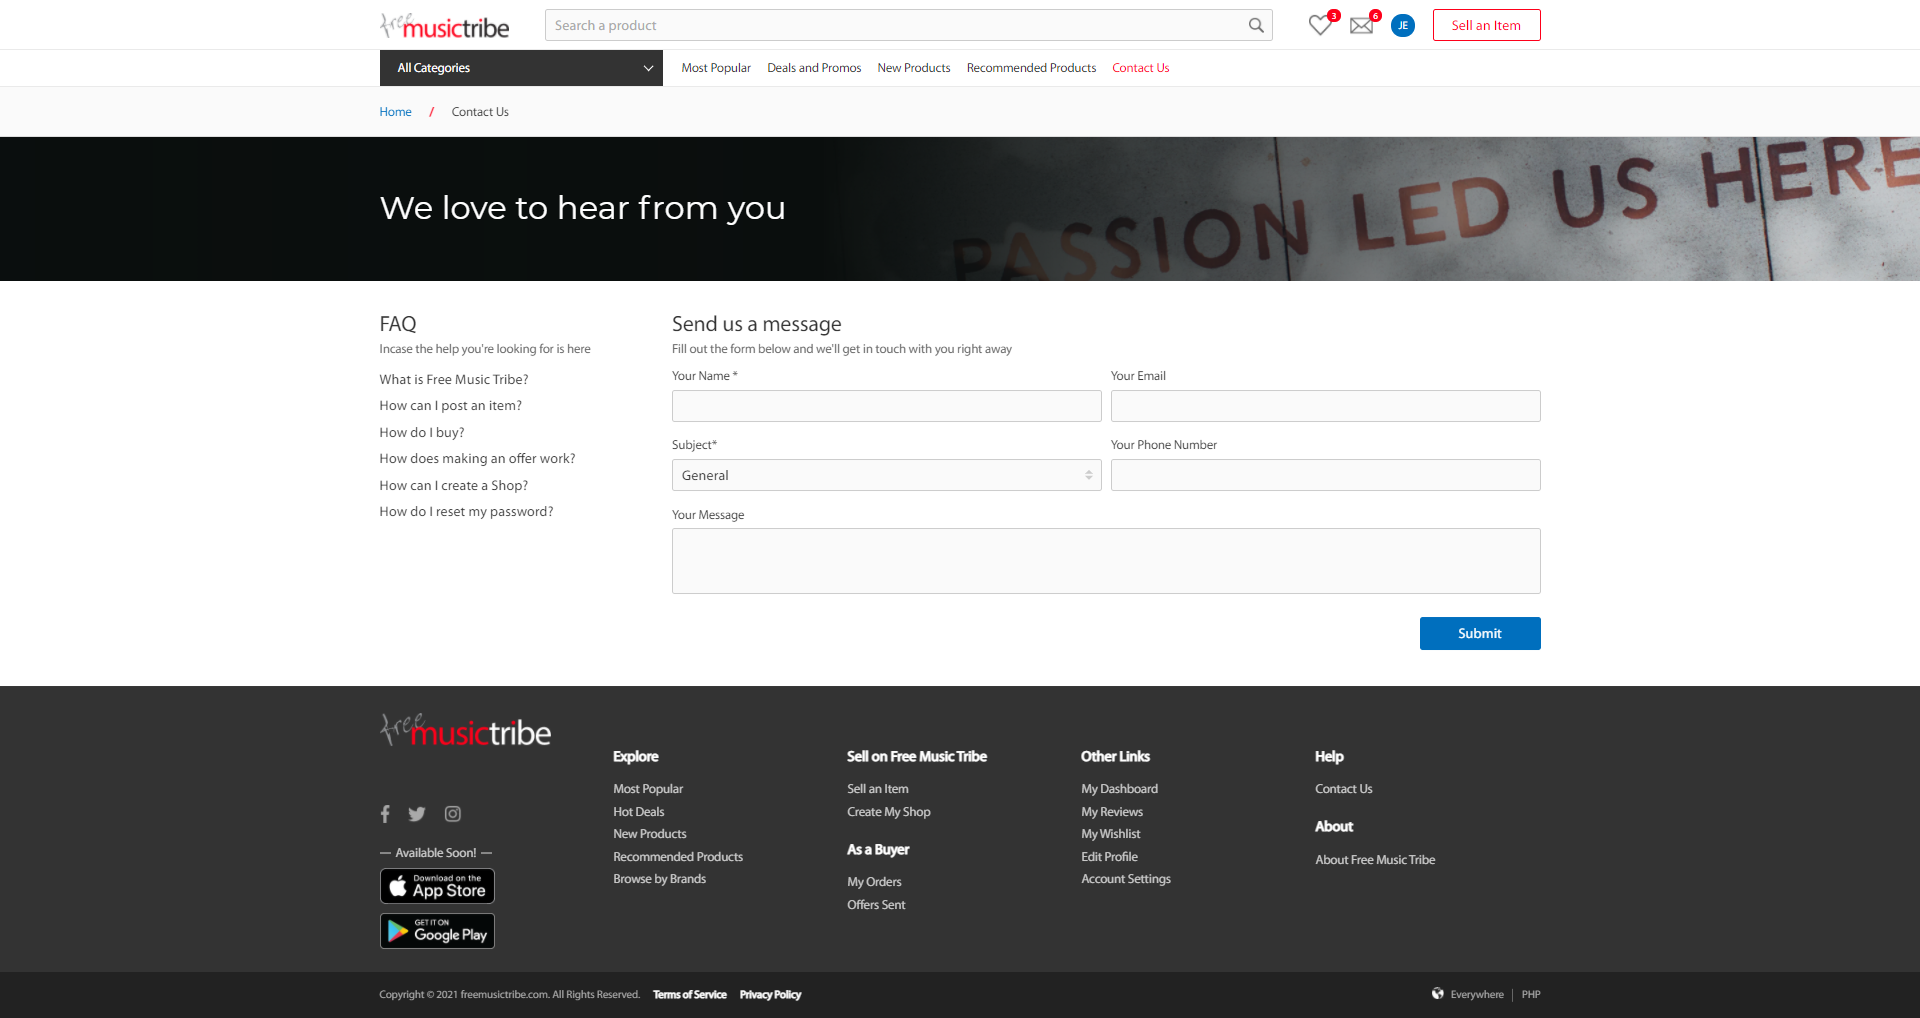 free musictribe
Search a product
3
6
JE
Sell an Item
All Categories
Most Popular
Deals and Promos
New Products
Recommended Products
Contact Us
Home / Contact Us
We love to hear from you
PASSION LED US HERE
FAQ
Incase the help you're looking for is here
What is Free Music Tribe?
How can I post an item?
How do I buy?
How does making an offer work?
How can I create a Shop?
How do I reset my password?
Send us a message
Fill out the form below and we'll get in touch with you right away
Your Name *
Your Email
Subject*
General
Your Phone Number
Your Message
Submit
free musictribe
— Available Soon! —
Download on the
App Store
GET IT ON
Google Play
Explore
Most Popular
Hot Deals
New Products
Recommended Products
Browse by Brands
Sell on Free Music Tribe
Sell an Item
Create My Shop
As a Buyer
My Orders
Offers Sent
Other Links
My Dashboard
My Reviews
My Wishlist
Edit Profile
Account Settings
Help
Contact Us
About
About Free Music Tribe
Copyright © 2021 freemusictribe.com. All Rights Reserved.
Terms of Service
Privacy Policy
Everywhere | PHP